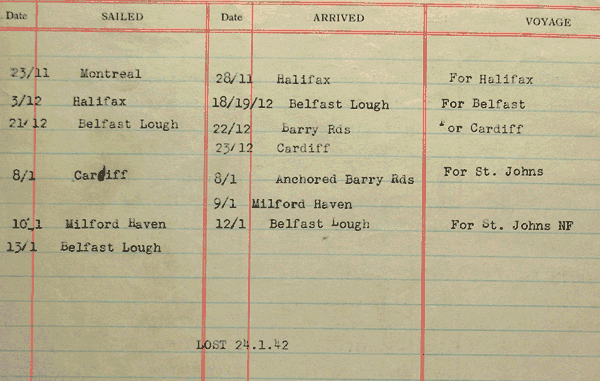 Date SAILED Date ARRIVED VOYAGE
23/11 Montreal 28/11 Halifax For Halifax
3/12 Halifax 18/19/12 Belfast Lough For Belfast
21/12 Belfast Lough 22/12 Barry Rds or Cardiff
23/12 Cardiff
8/1 Cardiff 8/1 Anchored Barry Rds For St. Johns
9/1 Milford Haven
10/1 Milford Haven 12/1 Belfast Lough For St. Johns NF
13/1 Belfast Lough
LOST 24.1.42